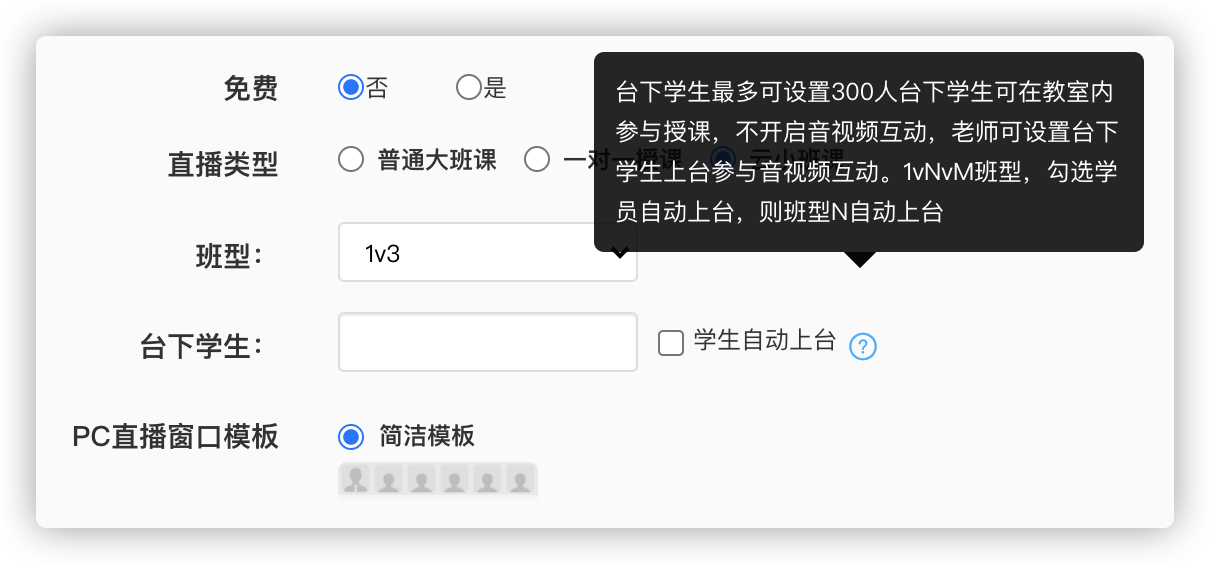 免费
否
是
直播类型
普通大班课
一对一授课
云小班课
台下学生最多可设置300人台下学生可在教室内
参与授课，不开启音视频互动，老师可设置台下
学生上台参与音视频互动。1vNvM班型，勾选学
员自动上台，则班型N自动上台
班型：
1v3
台下学生：
学生自动上台
?
PC直播窗口模板
简洁模板